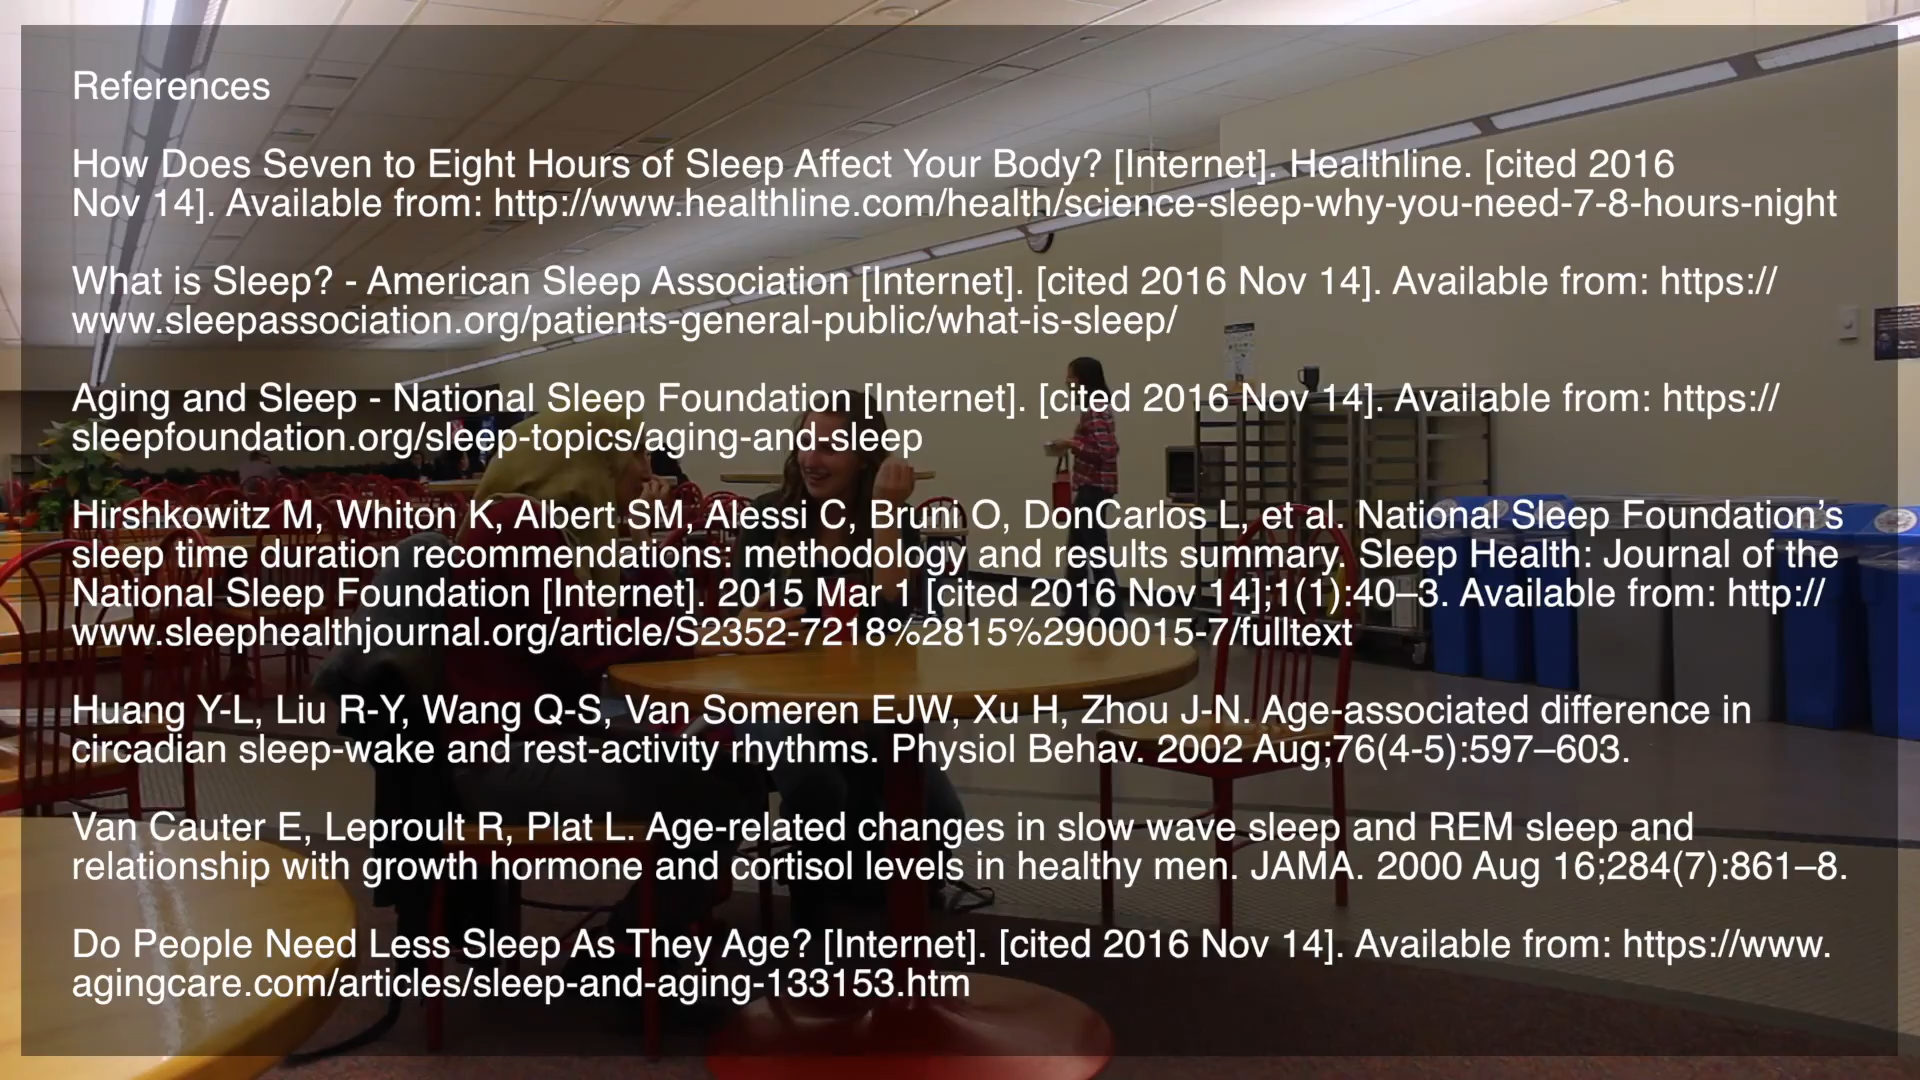 References
How Does Seven to Eight Hours of Sleep Affect Your Body? [Internet]. Healthline. [cited 2016
Nov 14]. Available from: http://www.healthline.com/health/science-sleep-why-you-need-7-8-hours-night
What is Sleep? - American Sleep Association [Internet]. [cited 2016 Nov 14]. Available from: https://
www.sleepassociation.org/patients-general-public/what-is-sleep/
Aging and Sleep - National Sleep Foundation [Internet]. [cited 2016 Nov 14]. Available from: https://
sleepfoundation.org/sleep-topics/aging-and-sleep
Hirshkowitz M, Whiton K, Albert SM, Alessi C, Bruni O, DonCarlos L, et al. National Sleep Foundation’s
sleep time duration recommendations: methodology and results summary. Sleep Health: Journal of the
National Sleep Foundation [Internet]. 2015 Mar 1 [cited 2016 Nov 14];1(1):40–3. Available from: http://
www.sleephealthjournal.org/article/S2352-7218%2815%2900015-7/fulltext
Huang Y-L, Liu R-Y, Wang Q-S, Van Someren EJW, Xu H, Zhou J-N. Age-associated difference in
circadian sleep-wake and rest-activity rhythms. Physiol Behav. 2002 Aug;76(4-5):597–603.
Van Cauter E, Leproult R, Plat L. Age-related changes in slow wave sleep and REM sleep and
relationship with growth hormone and cortisol levels in healthy men. JAMA. 2000 Aug 16;284(7):861–8.
Do People Need Less Sleep As They Age? [Internet]. [cited 2016 Nov 14]. Available from: https://www.
agingcare.com/articles/sleep-and-aging-133153.htm